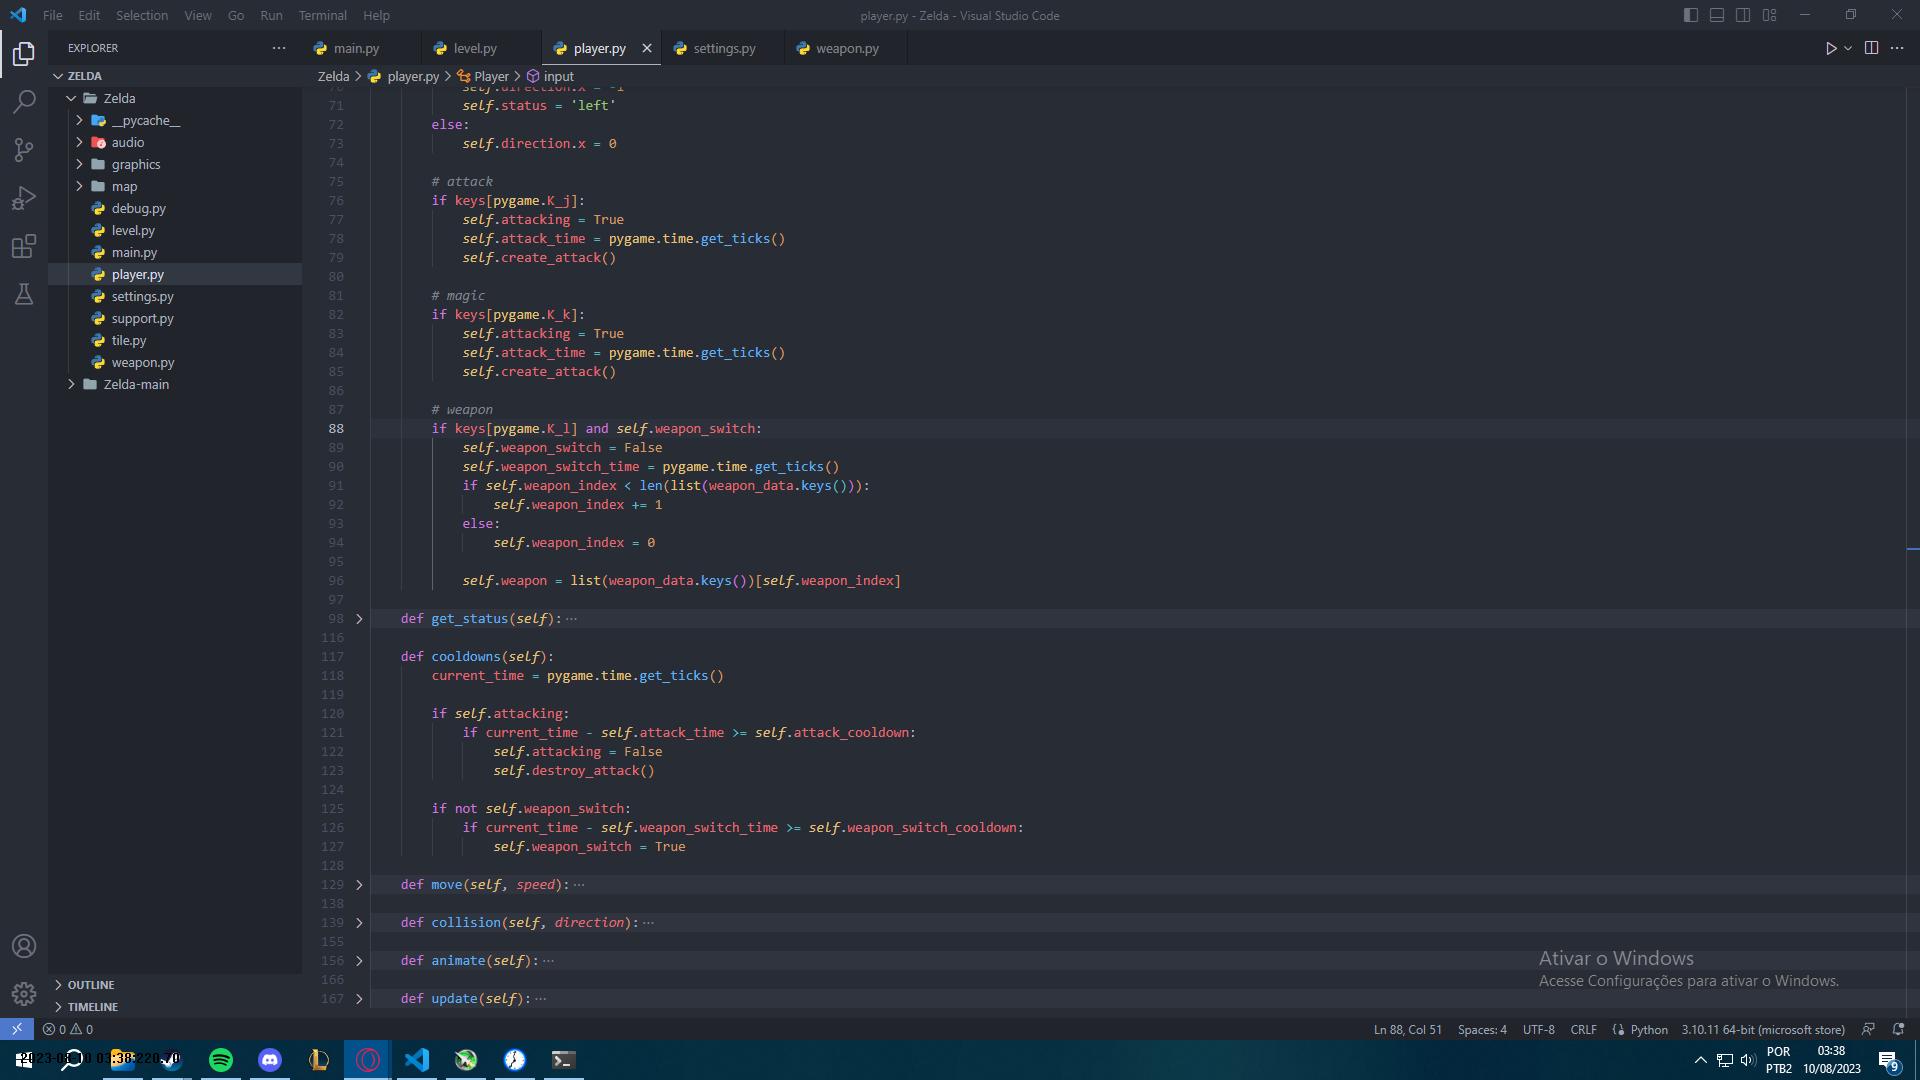 File Edit Selection View Go Run Terminal Help
player.py - Zelda - Visual Studio Code
EXPLORER
main.py level.py player.py settings.py weapon.py
ZELDA
Zelda > player.py > Player > input
Zelda
__pycache__
audio
graphics
map
debug.py
level.py
main.py
player.py
settings.py
support.py
tile.py
weapon.py
Zelda-main
OUTLINE
TIMELINE
70 self.direction.x = -1
71 self.status = 'left'
72 else:
73 self.direction.x = 0
74
75 # attack
76 if keys[pygame.K_j]:
77 self.attacking = True
78 self.attack_time = pygame.time.get_ticks()
79 self.create_attack()
80
81 # magic
82 if keys[pygame.K_k]:
83 self.attacking = True
84 self.attack_time = pygame.time.get_ticks()
85 self.create_attack()
86
87 # weapon
88 if keys[pygame.K_l] and self.weapon_switch:
89 self.weapon_switch = False
90 self.weapon_switch_time = pygame.time.get_ticks()
91 if self.weapon_index < len(list(weapon_data.keys())):
92 self.weapon_index += 1
93 else:
94 self.weapon_index = 0
95
96 self.weapon = list(weapon_data.keys())[self.weapon_index]
97
98 def get_status(self):···
116
117 def cooldowns(self):
118 current_time = pygame.time.get_ticks()
119
120 if self.attacking:
121 if current_time - self.attack_time >= self.attack_cooldown:
122 self.attacking = False
123 self.destroy_attack()
124
125 if not self.weapon_switch:
126 if current_time - self.weapon_switch_time >= self.weapon_switch_cooldown:
127 self.weapon_switch = True
128
129 def move(self, speed):···
138
139 def collision(self, direction):···
155
156 def animate(self):···
166
167 def update(self):···
Ativar o Windows
Acesse Configurações para ativar o Windows.
0 0
Ln 88, Col 51 Spaces: 4 UTF-8 CRLF Python 3.10.11 64-bit (microsoft store)
POR
PTB2
03:38
10/08/2023
9